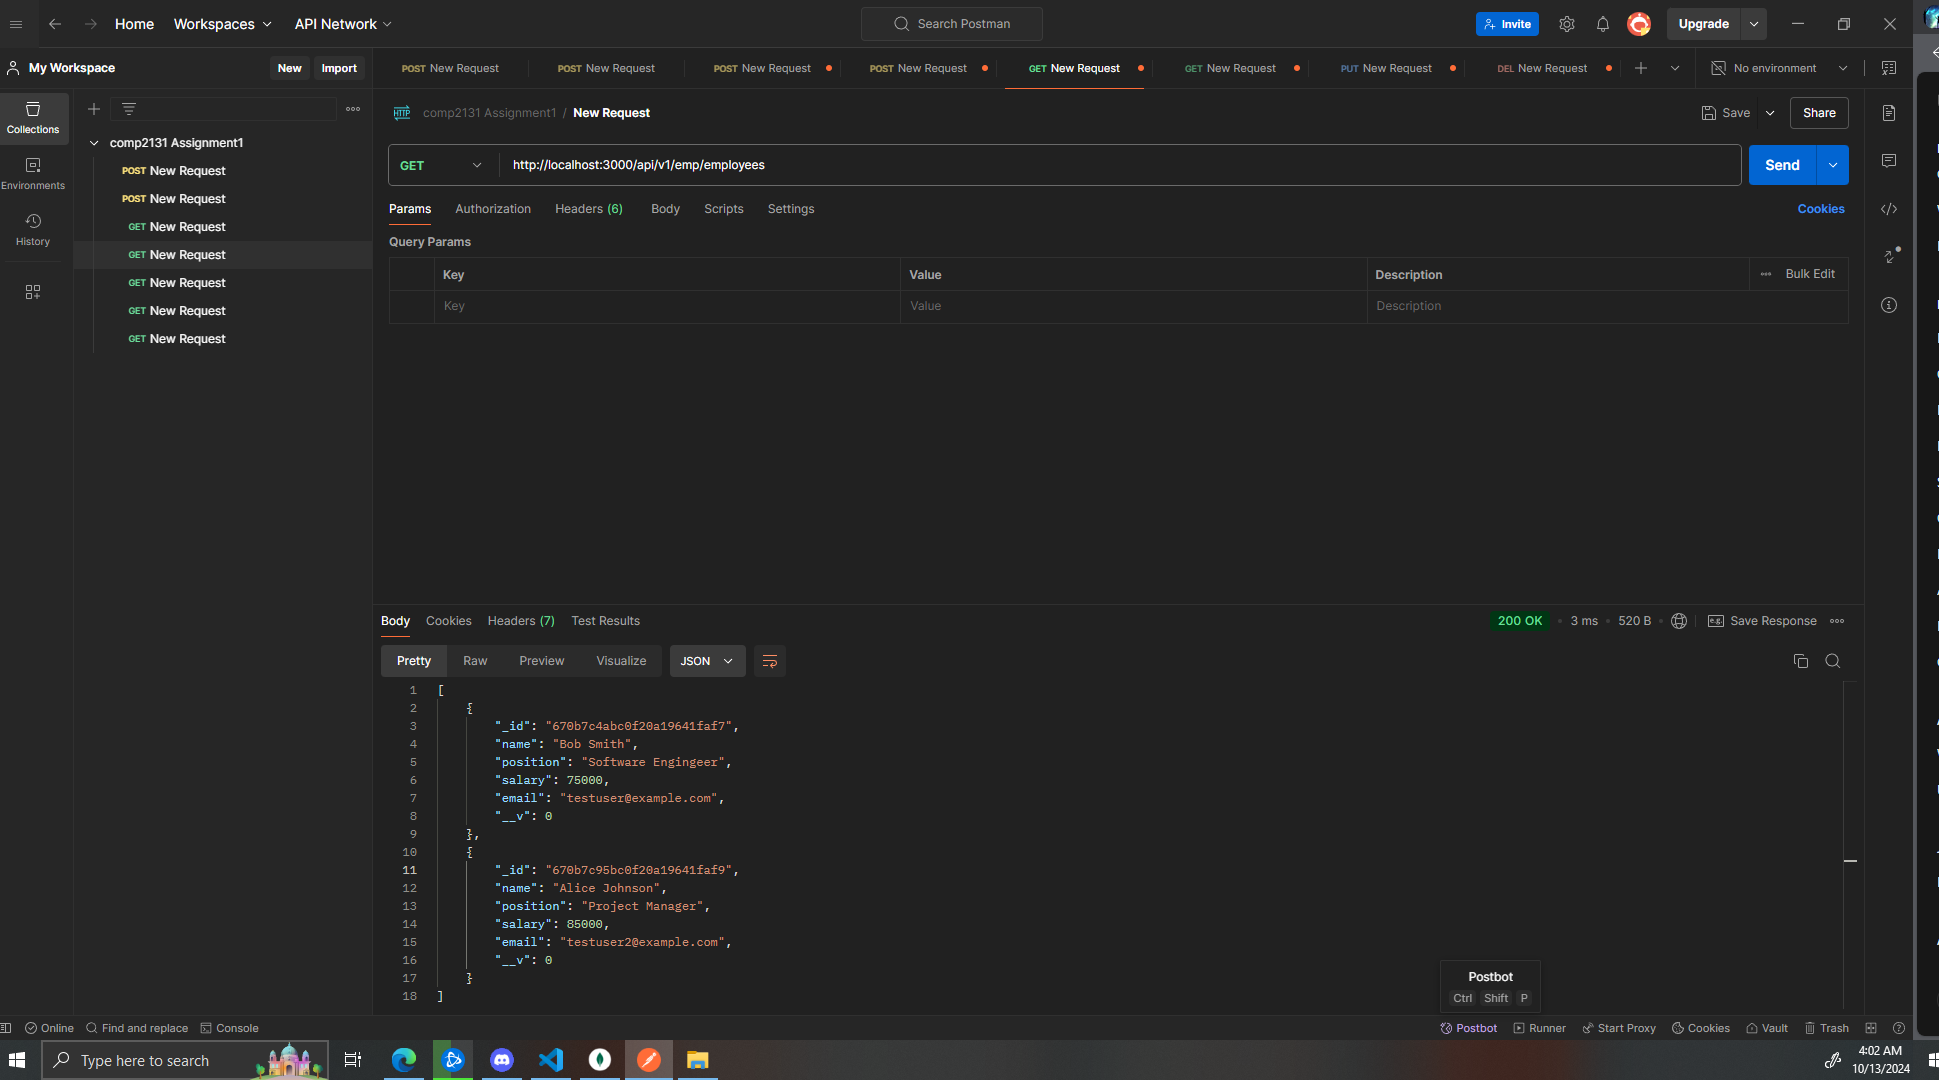 Home Workspaces API Network Search Postman Invite Upgrade
My Workspace New Import
POST New Request POST New Request POST New Request POST New Request GET New Request GET New Request PUT New Request DEL New Request No environment
Collections
Environments
History
comp2131 Assignment1
POST New Request
POST New Request
GET New Request
GET New Request
GET New Request
GET New Request
GET New Request
HTTP comp2131 Assignment1 / New Request Save Share
GET http://localhost:3000/api/v1/emp/employees Send
Params Authorization Headers (6) Body Scripts Settings Cookies
Query Params
Key Value Description Bulk Edit
Key Value Description
Body Cookies Headers (7) Test Results 200 OK 3 ms 520 B e.g. Save Response
Pretty Raw Preview Visualize JSON
1 [
2 {
3 "_id": "670b7c4abc0f20a19641faf7",
4 "name": "Bob Smith",
5 "position": "Software Engingeer",
6 "salary": 75000,
7 "email": "testuser@example.com",
8 "__v": 0
9 },
10 {
11 "_id": "670b7c95bc0f20a19641faf9",
12 "name": "Alice Johnson",
13 "position": "Project Manager",
14 "salary": 85000,
15 "email": "testuser2@example.com",
16 "__v": 0
17 }
18 ]
Postbot
Ctrl Shift P
Online Find and replace Console Postbot Runner Start Proxy Cookies Vault Trash
Type here to search
4:02 AM
10/13/2024